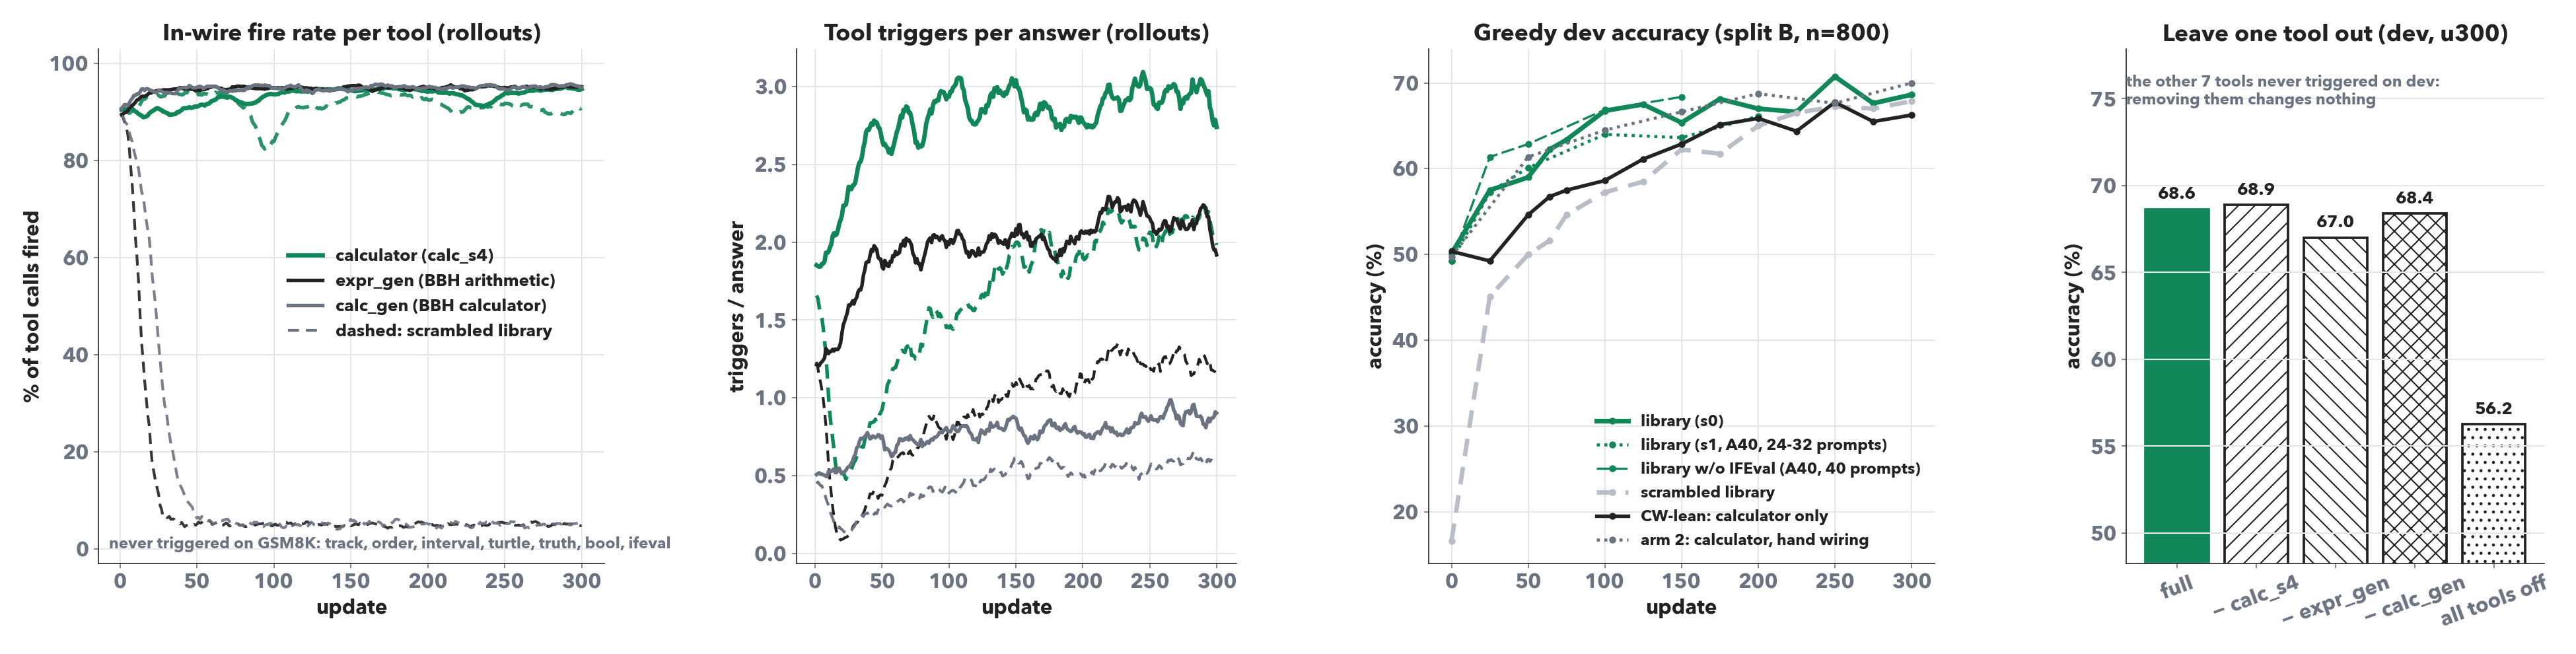 In-wire fire rate per tool (rollouts)
% of tool calls fired
100
80
60
40
20
0
calculator (calc_s4)
expr_gen (BBH arithmetic)
calc_gen (BBH calculator)
dashed: scrambled library
never triggered on GSM8K: track, order, interval, turtle, truth, bool, ifeval
0 50 100 150 200 250 300
update
Tool triggers per answer (rollouts)
triggers / answer
3.0
2.5
2.0
1.5
1.0
0.5
0.0
0 50 100 150 200 250 300
update
Greedy dev accuracy (split B, n=800)
accuracy (%)
70
60
50
40
30
20
library (s0)
library (s1, A40, 24-32 prompts)
library w/o IFEval (A40, 40 prompts)
scrambled library
CW-lean: calculator only
arm 2: calculator, hand wiring
0 50 100 150 200 250 300
update
Leave one tool out (dev, u300)
accuracy (%)
the other 7 tools never triggered on dev:
removing them changes nothing
75
70
65
60
55
50
68.6
68.9
67.0
68.4
56.2
full
− calc_s4
− expr_gen
− calc_gen
all tools off